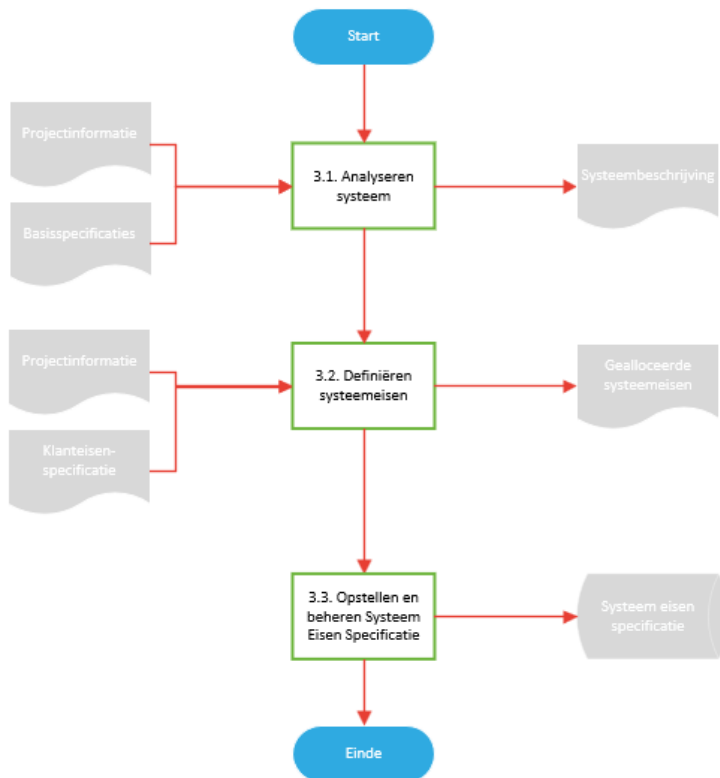 Start
Projectinformatie
3.1. Analyseren
systeem
Systeembeschrijving
Basisspecificaties
Projectinformatie
3.2. Definiëren
systeemeisen
Gealloceerde
systeemeisen
Klanteisen-
specificatie
3.3. Opstellen en
beheren Systeem
Eisen Specificatie
Systeem eisen
specificatie
Einde